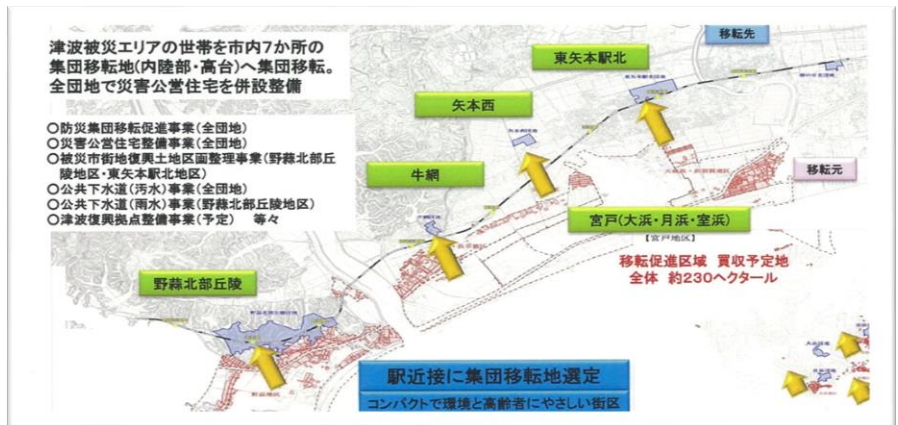 津波被災エリアの世帯を市内7か所の
集団移転地(内陸部・高台)へ集団移転。
全団地で災害公営住宅を併設整備
○防災集団移転促進事業(全団地)
○災害公営住宅整備事業(全団地)
○被災市街地復興土地区画整理事業(野蒜北部丘
陵地区・東矢本駅北地区)
○公共下水道(汚水)事業(全団地)
○公共下水道(雨水)事業(野蒜北部丘陵地区)
○津波復興拠点整備事業(予定) 等々
移転先
東矢本駅北
矢本西
移転元
牛網
宮戸(大浜・月浜・室浜)
【宮戸地区】
移転促進区域 買収予定地
全体 約230ヘクタール
野蒜北部丘陵
駅近接に集団移転地選定
コンパクトで環境と高齢者にやさしい街区